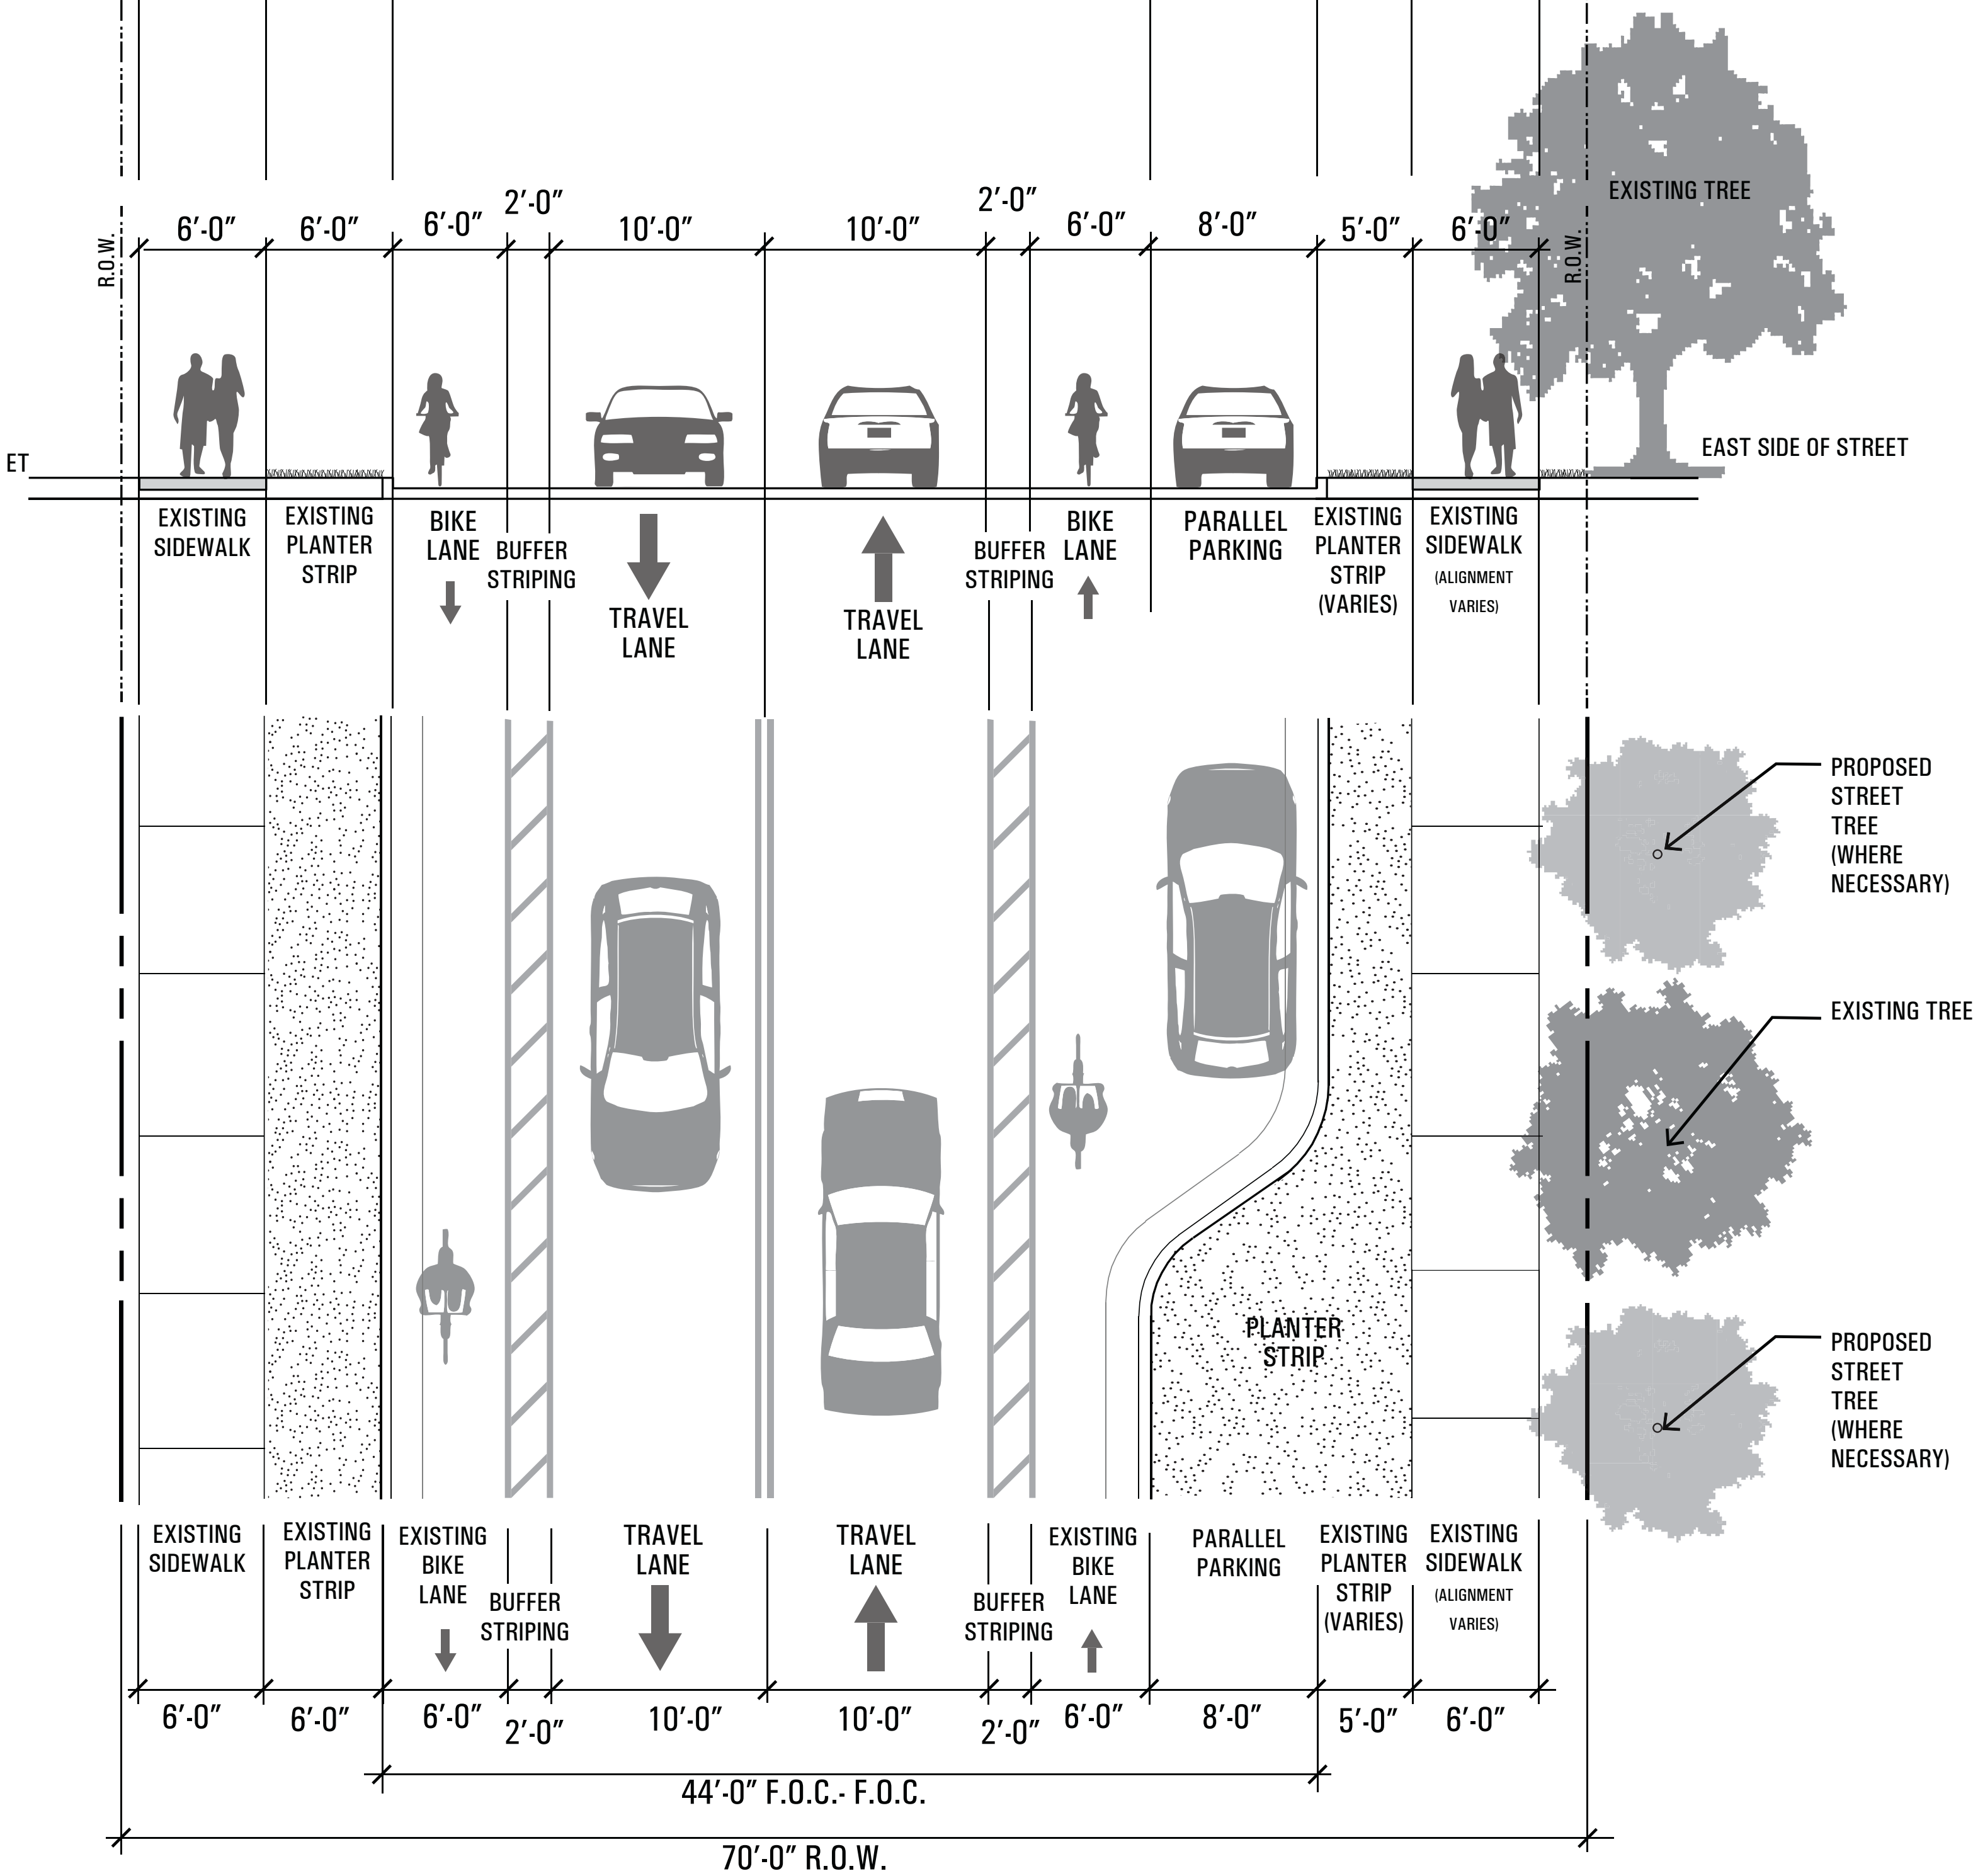 EXISTING TREE
2'-0" 2'-0"
6'-0" 6'-0" 6'-0" 10'-0" 10'-0" 6'-0" 8'-0" 5'-0" 6'-0"
R.O.W.
R.O.W.
ET
EAST SIDE OF STREET
EXISTING
SIDEWALK
EXISTING
PLANTER
STRIP
BIKE
LANE
BUFFER
STRIPING
TRAVEL
LANE
TRAVEL
LANE
BUFFER
STRIPING
BIKE
LANE
PARALLEL
PARKING
EXISTING
PLANTER
STRIP
(VARIES)
EXISTING
SIDEWALK
(ALIGNMENT
VARIES)
PROPOSED
STREET
TREE
(WHERE
NECESSARY)
EXISTING TREE
PLANTER
STRIP
PROPOSED
STREET
TREE
(WHERE
NECESSARY)
EXISTING
SIDEWALK
EXISTING
PLANTER
STRIP
EXISTING
BIKE
LANE
BUFFER
STRIPING
TRAVEL
LANE
TRAVEL
LANE
BUFFER
STRIPING
EXISTING
BIKE
LANE
PARALLEL
PARKING
EXISTING
PLANTER
STRIP
(VARIES)
EXISTING
SIDEWALK
(ALIGNMENT
VARIES)
6'-0" 6'-0" 6'-0" 2'-0" 10'-0" 10'-0" 2'-0" 6'-0" 8'-0" 5'-0" 6'-0"
44'-0" F.O.C.- F.O.C.
70'-0" R.O.W.